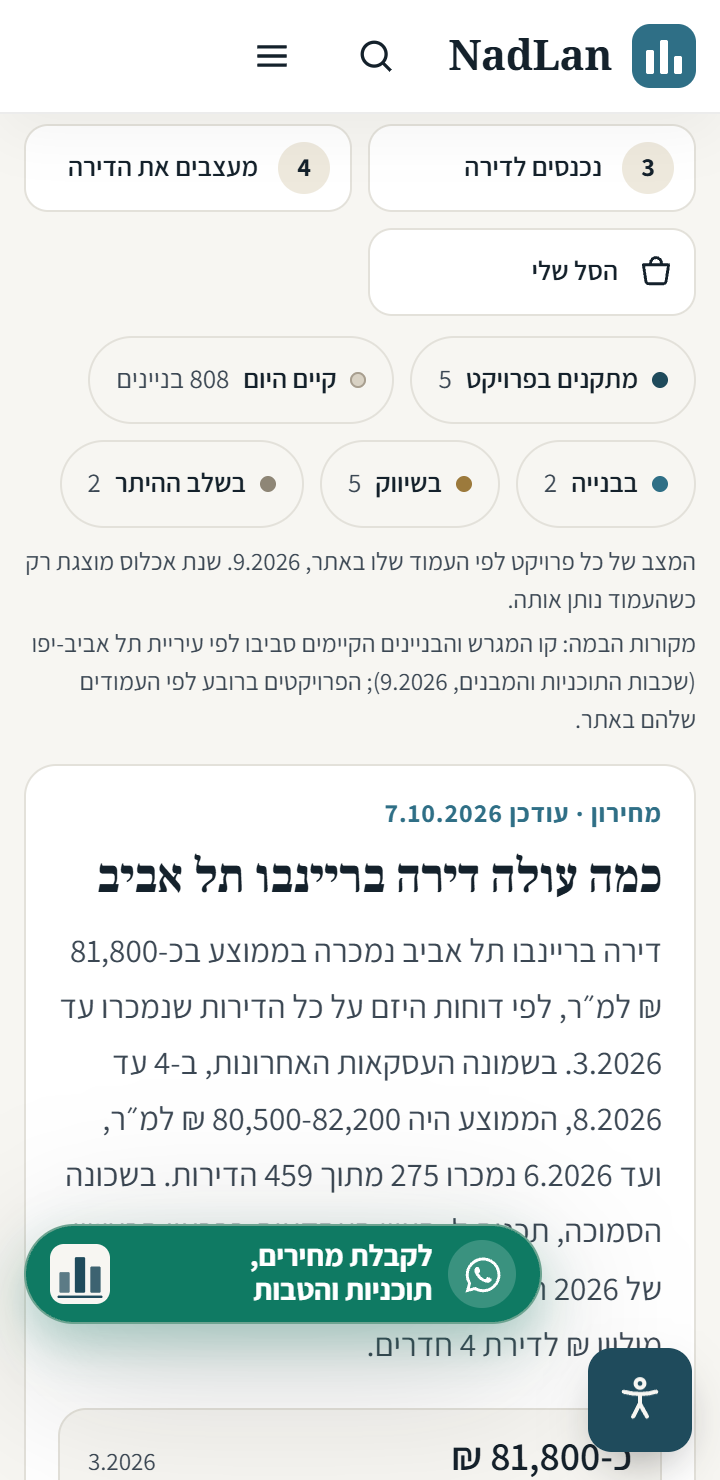 NadLan
3 נכנסים לדירה
4 מעצבים את הדירה
הסל שלי
מתקנים בפרויקט 5
קיים היום 808 בניינים
בבנייה 2
בשיווק 5
בשלב ההיתר 2
המצב של כל פרויקט לפי העמוד שלו באתר, 9.2026. שנת אכלוס מוצגת רק
כשהעמוד נותן אותה.
מקורות הבמה: קו המגרש והבניינים הקיימים סביבו לפי עיריית תל אביב-יפו
(שכבות התוכניות והמבנים, 9.2026); הפרויקטים ברובע לפי העמודים
שלהם באתר.
מחירון · עודכן 7.10.2026
כמה עולה דירה בריינבו תל אביב
דירה בריינבו תל אביב נמכרה בממוצע בכ-81,800
₪ למ״ר, לפי דוחות היזם על כל הדירות שנמכרו עד
3.2026. בשמונה העסקאות האחרונות, ב-4 עד
8.2026, הממוצע היה 80,500-82,200 ₪ למ״ר,
ועד 6.2026 נמכרו 275 מתוך 459 הדירות. בשכונה
הסמוכה,
של 2026
מיליון ₪ לדירת 4 חדרים.
לקבלת מחירים,
תוכניות והטבות
כ-81,800 ₪
3.2026